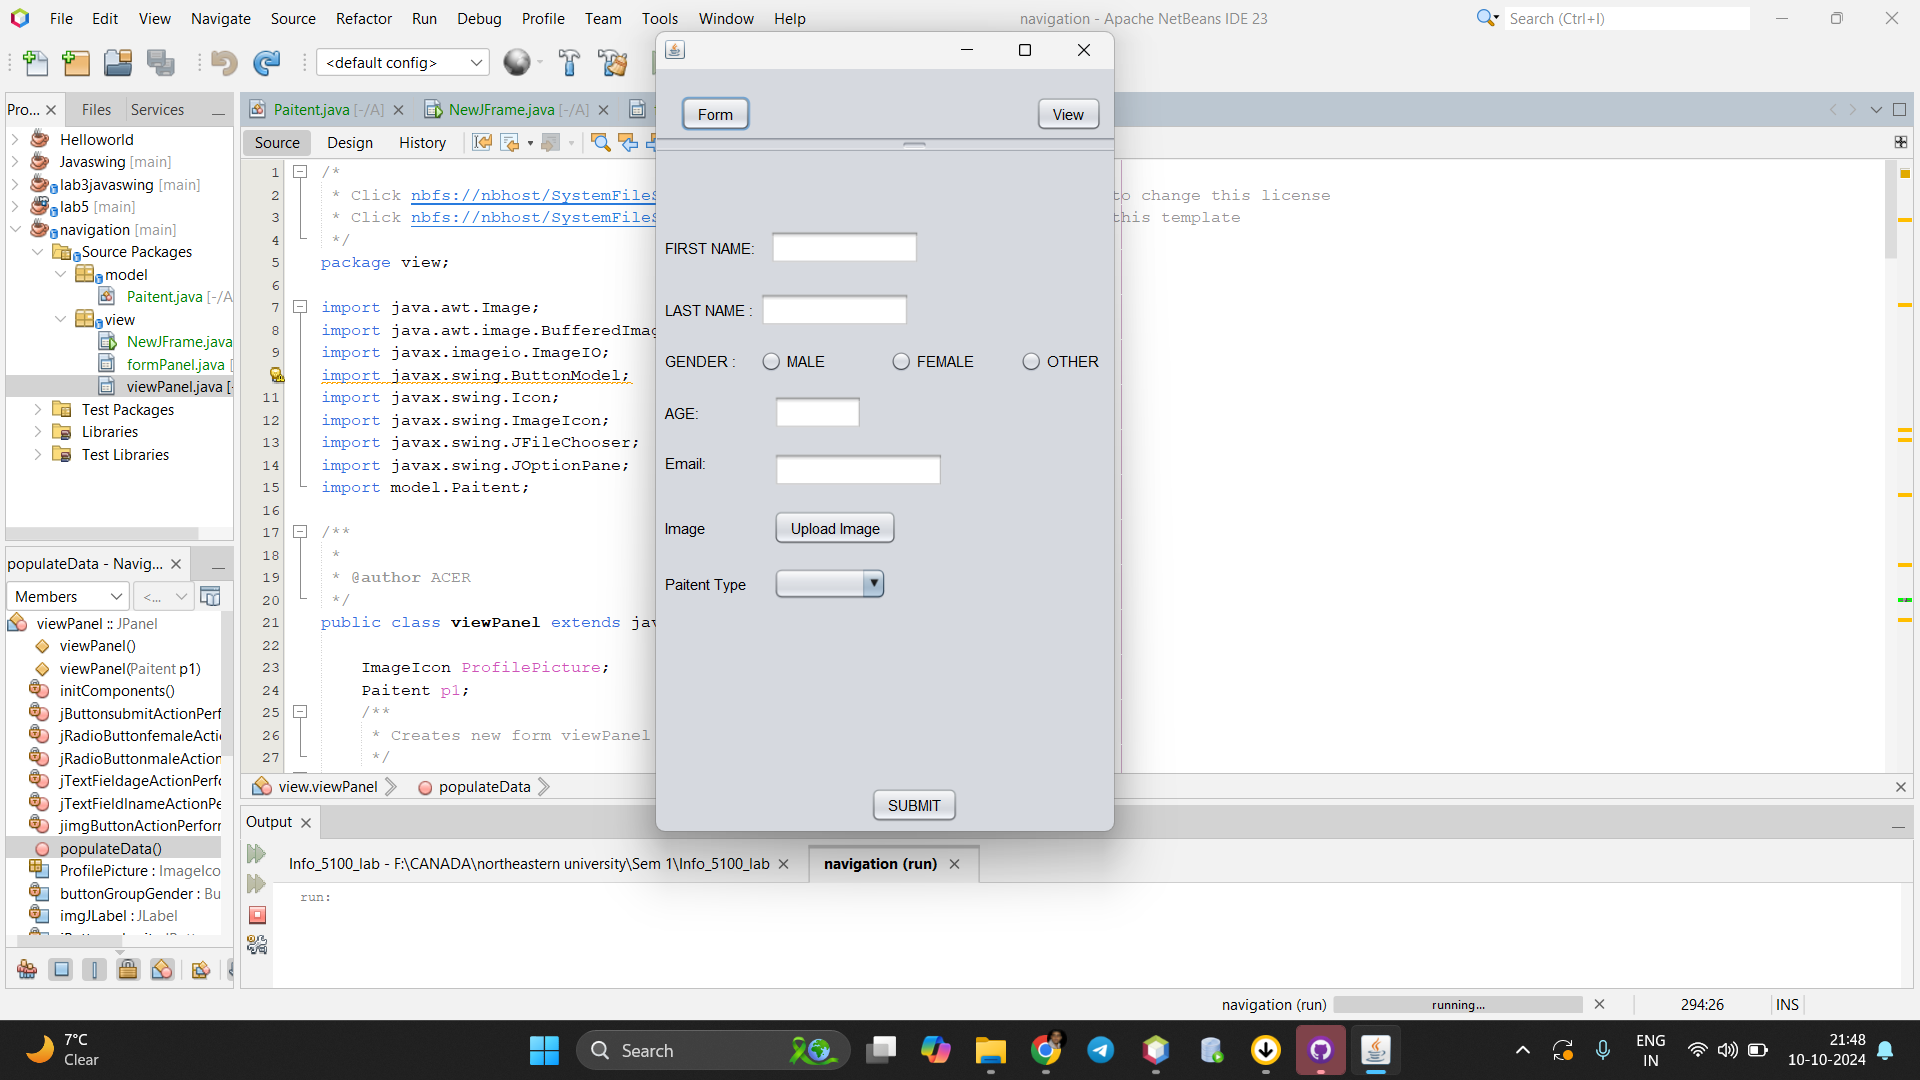 File Edit View Navigate Source Refactor Run Debug Profile Team Tools Window Help
navigation - Apache NetBeans IDE 23
Search (Ctrl+I)
<default config>
Pro... Files Services
Helloworld
Javaswing [main]
lab3javaswing [main]
lab5 [main]
navigation [main]
Source Packages
model
Paitent.java [-/A
view
NewJFrame.java
formPanel.java [
viewPanel.java [-
Test Packages
Libraries
Test Libraries
populateData - Navig...
Members <...
viewPanel :: JPanel
viewPanel()
viewPanel(Paitent p1)
initComponents()
jButtonsubmitActionPerf
jRadioButtonfemaleActi
jRadioButtonmaleAction
jTextFieldageActionPerfo
jTextFieldlnameActionPe
jimgButtonActionPerforr
populateData()
ProfilePicture : ImageIco
buttonGroupGender : Bu
imgJLabel : JLabel
Paitent.java [-/A] NewJFrame.java [-/A]
Source Design History
1 /*
2 * Click nbfs://nbhost/SystemFileS to change this license
3 * Click nbfs://nbhost/SystemFileS this template
4 */
5 package view;
6
7 import java.awt.Image;
8 import java.awt.image.BufferedImag
9 import javax.imageio.ImageIO;
import javax.swing.ButtonModel;
11 import javax.swing.Icon;
12 import javax.swing.ImageIcon;
13 import javax.swing.JFileChooser;
14 import javax.swing.JOptionPane;
15 import model.Paitent;
16
17 /**
18 *
19 * @author ACER
20 */
21 public class viewPanel extends jav
22
23 ImageIcon ProfilePicture;
24 Paitent p1;
25 /**
26 * Creates new form viewPanel
27 */
view.viewPanel populateData
Form View
FIRST NAME:
LAST NAME :
GENDER : MALE FEMALE OTHER
AGE:
Email:
Image Upload Image
Paitent Type
SUBMIT
Output
Info_5100_lab - F:\CANADA\northeastern university\Sem 1\Info_5100_lab navigation (run)
run:
navigation (run) running... 294:26 INS
7°C
Clear
Search
ENG
IN
21:48
10-10-2024